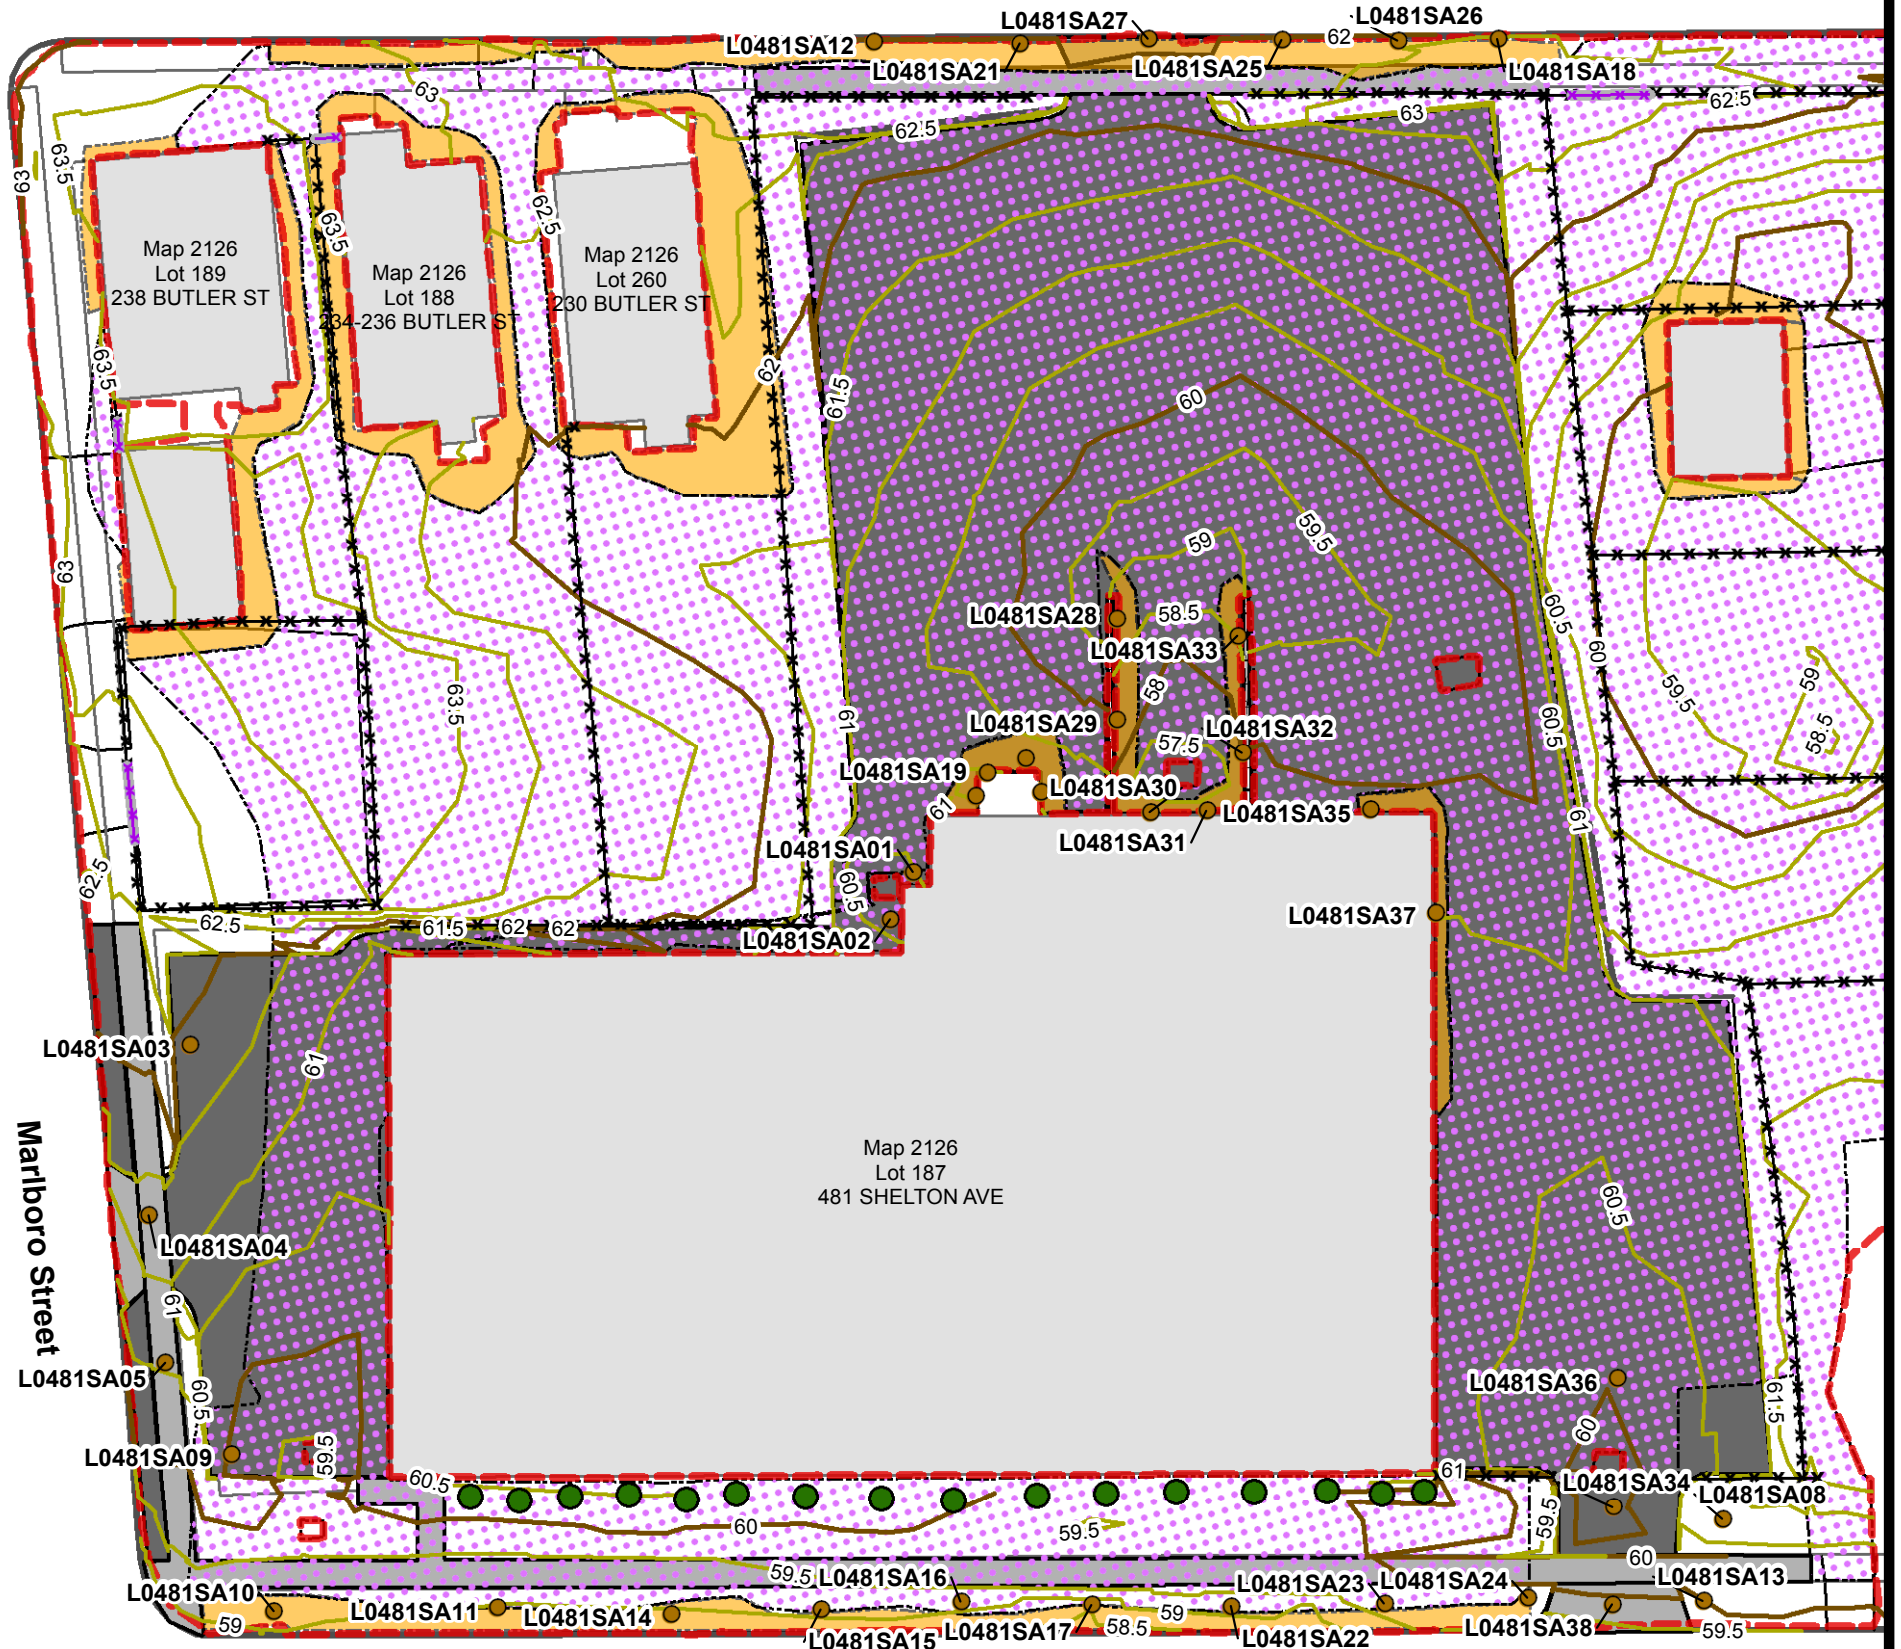 L0481SA27
L0481SA26
L0481SA12
62
L0481SA21
L0481SA25
L0481SA18
63
62.5
63
62.5
63.5
63
62.5
63.5
Map 2126
Lot 189
238 BUTLER ST
Map 2126
Lot 188
234-236 BUTLER ST
Map 2126
Lot 260
230 BUTLER ST
62
63.5
61.5
60
59.5
59
63
L0481SA28
58.5
60.5
L0481SA33
60
58
59.5
59
63.5
61
L0481SA29
L0481SA32
60.5
58.5
57.5
L0481SA19
L0481SA30
61
L0481SA35
61
L0481SA31
L0481SA01
62.5
60.5
L0481SA37
62.5
61.5
62
62
L0481SA02
L0481SA03
61
Map 2126
Lot 187
481 SHELTON AVE
Marlboro Street
60.5
L0481SA04
61
L0481SA05
L0481SA36
60.5
61.5
60
L0481SA09
59.5
60.5
61
L0481SA34
L0481SA08
60
59.5
59.5
60
59.5
L0481SA16
L0481SA23
L0481SA24
L0481SA13
L0481SA10
L0481SA11
L0481SA14
59
59
L0481SA15
L0481SA17
58.5
L0481SA22
L0481SA38
59.5